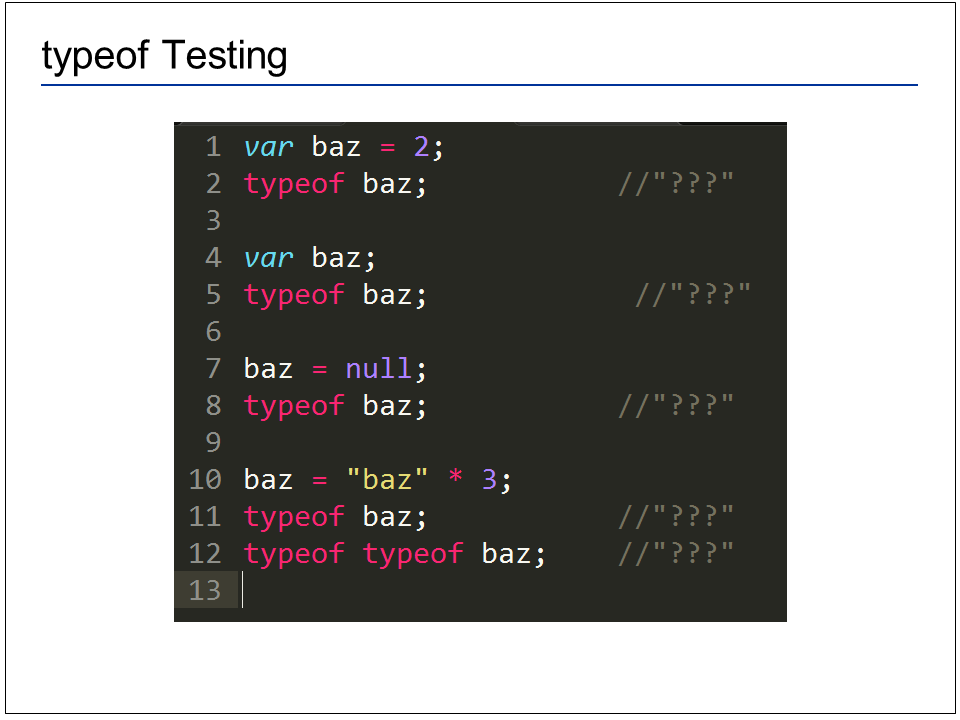 typeof Testing
1 var baz = 2;
2 typeof baz; //"???"
3
4 var baz;
5 typeof baz; //"???"
6
7 baz = null;
8 typeof baz; //"???"
9
10 baz = "baz" * 3;
11 typeof baz; //"???"
12 typeof typeof baz; //"???"
13